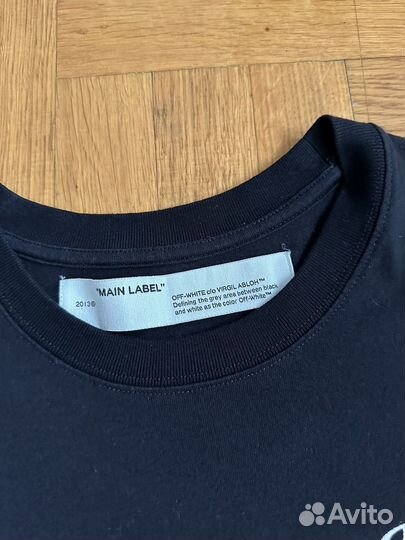 "MAIN LABEL"
2013®
OFF-WHITE c/o VIRGIL ABLOH™
Defining the grey area between black
and white as the color Off-White™
Avito